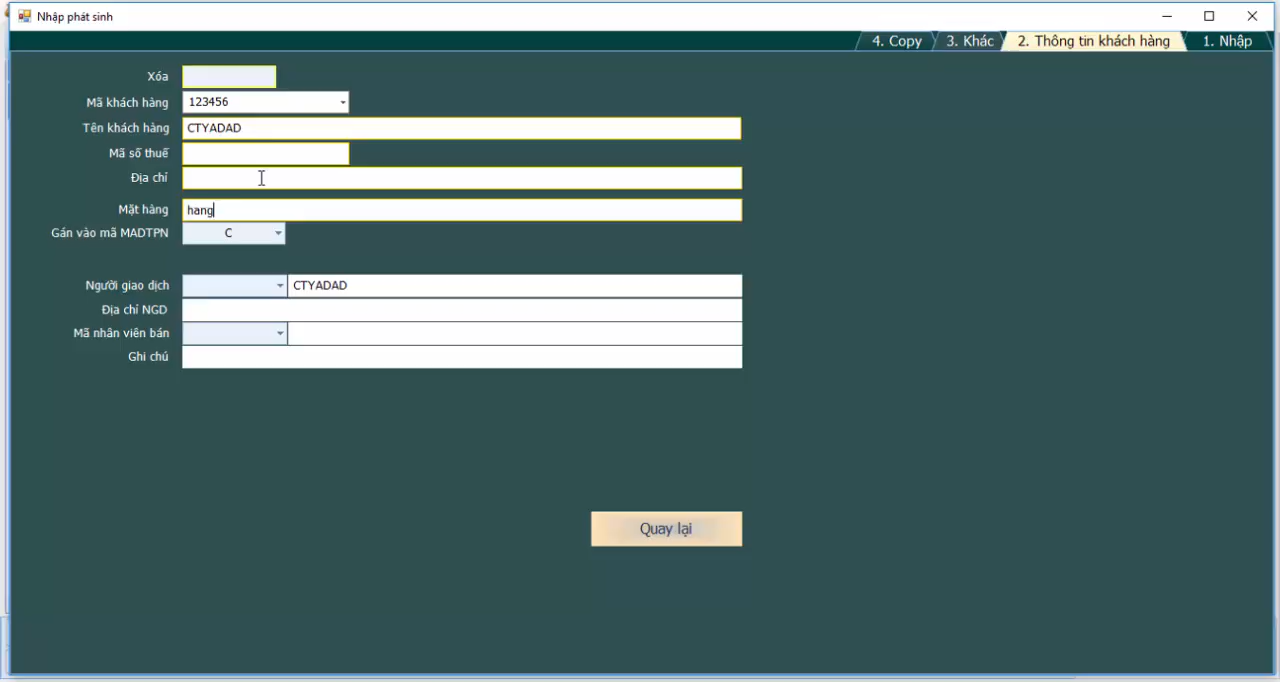 Nhập phát sinh
4. Copy 3. Khác 2. Thông tin khách hàng 1. Nhập
Xóa
Mã khách hàng 123456
Tên khách hàng CTYADAD
Mã số thuế
Địa chỉ
Mặt hàng hang
Gán vào mã MADTPN C
Người giao dịch CTYADAD
Địa chỉ NGD
Mã nhân viên bán
Ghi chú
Quay lại